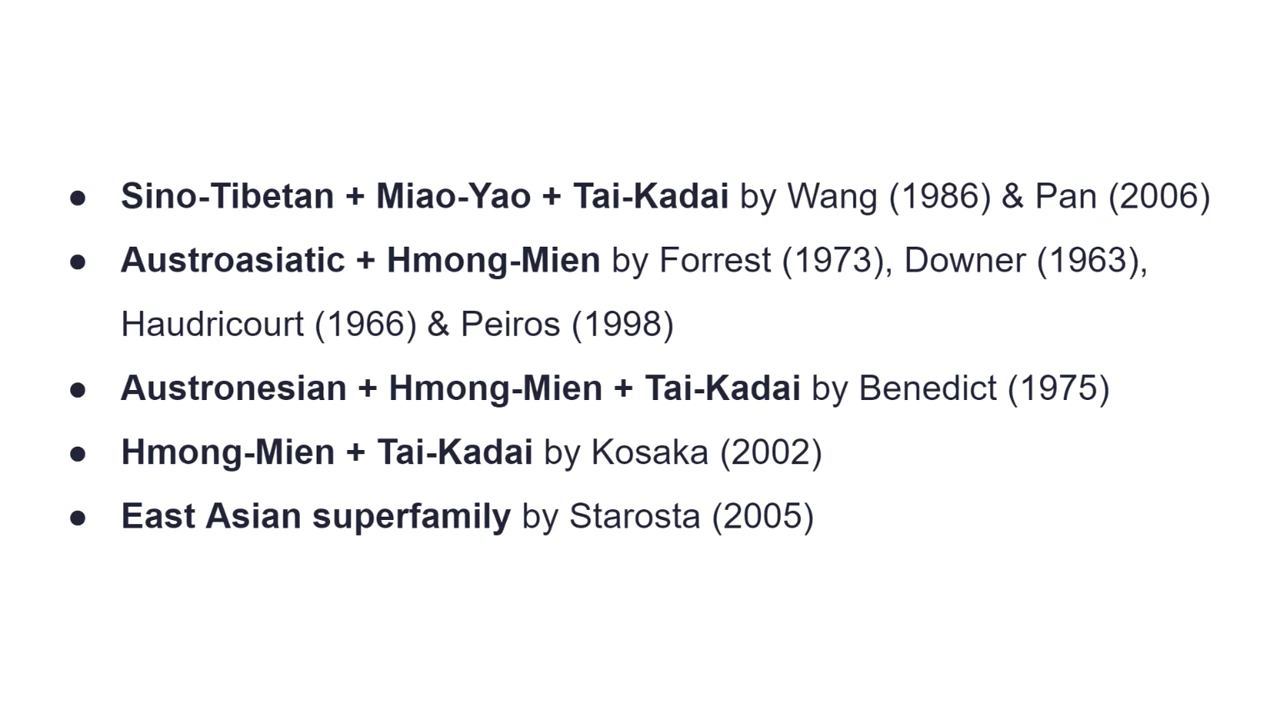 ● Sino-Tibetan + Miao-Yao + Tai-Kadai by Wang (1986) & Pan (2006)
● Austroasiatic + Hmong-Mien by Forrest (1973), Downer (1963),
Haudricourt (1966) & Peiros (1998)
● Austronesian + Hmong-Mien + Tai-Kadai by Benedict (1975)
● Hmong-Mien + Tai-Kadai by Kosaka (2002)
● East Asian superfamily by Starosta (2005)